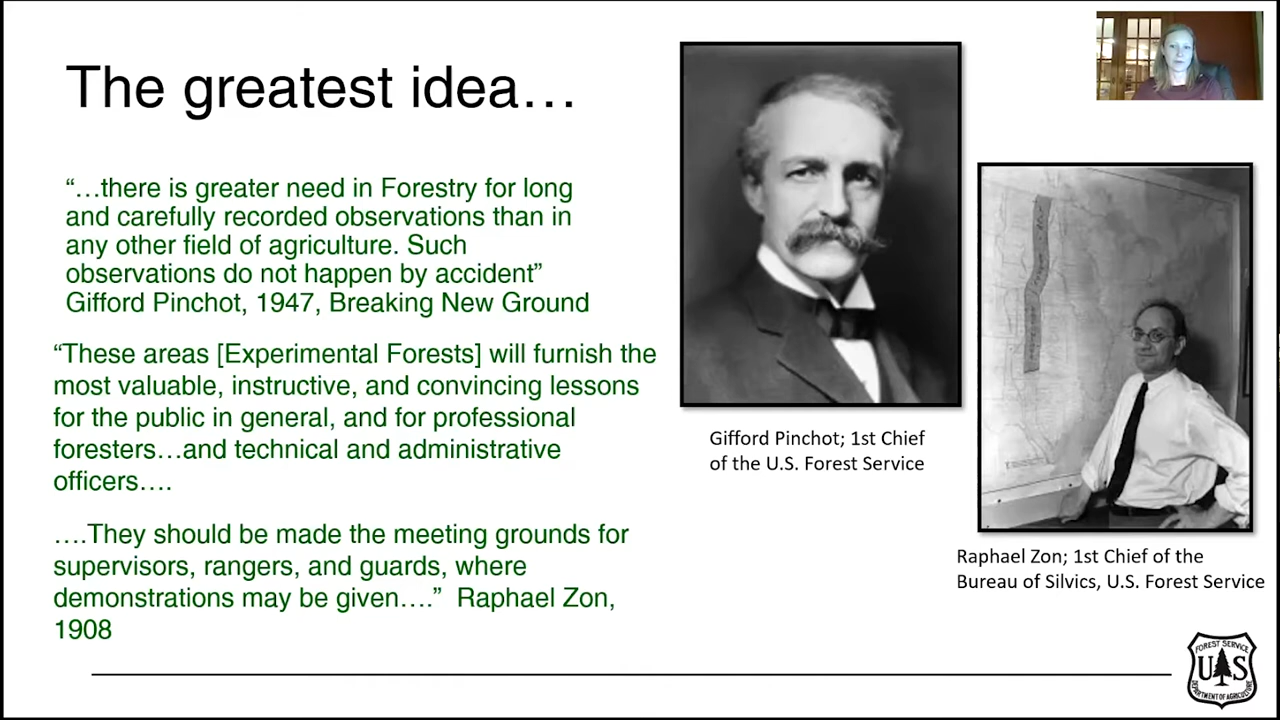 The greatest idea…
“…there is greater need in Forestry for long
and carefully recorded observations than in
any other field of agriculture. Such
observations do not happen by accident”
Gifford Pinchot, 1947, Breaking New Ground
“These areas [Experimental Forests] will furnish the
most valuable, instructive, and convincing lessons
for the public in general, and for professional
foresters…and technical and administrative
officers….
….They should be made the meeting grounds for
supervisors, rangers, and guards, where
demonstrations may be given….” Raphael Zon,
1908
Gifford Pinchot; 1st Chief
of the U.S. Forest Service
Raphael Zon; 1st Chief of the
Bureau of Silvics, U.S. Forest Service
FOREST SERVICE
U S
DEPARTMENT OF AGRICULTURE